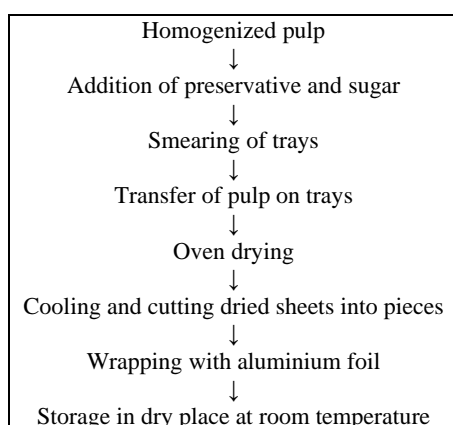 Homogenized pulp
↓
Addition of preservative and sugar
↓
Smearing of trays
↓
Transfer of pulp on trays
↓
Oven drying
↓
Cooling and cutting dried sheets into pieces
↓
Wrapping with aluminium foil
↓
Storage in dry place at room temperature